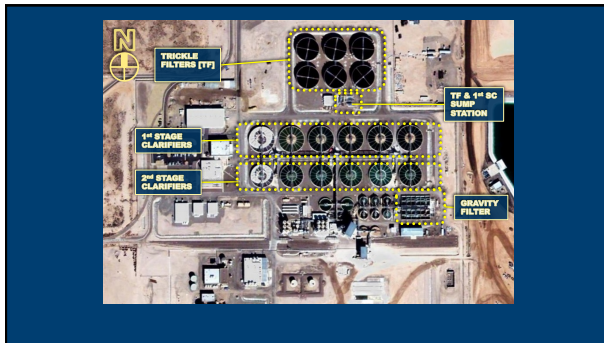 N
TRICKLE
FILTERS [TF]
TF & 1st SC
SUMP
STATION
1st STAGE
CLARIFIERS
2nd STAGE
CLARIFIERS
GRAVITY
FILTER